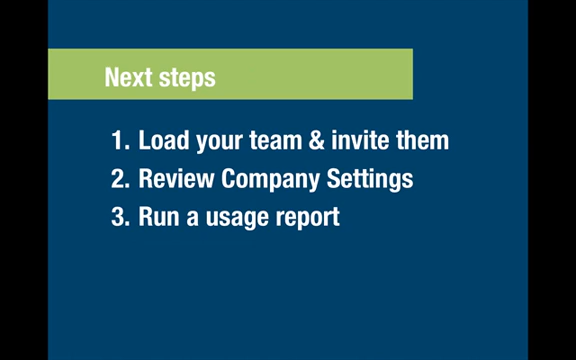 Next steps
1. Load your team & invite them
2. Review Company Settings
3. Run a usage report